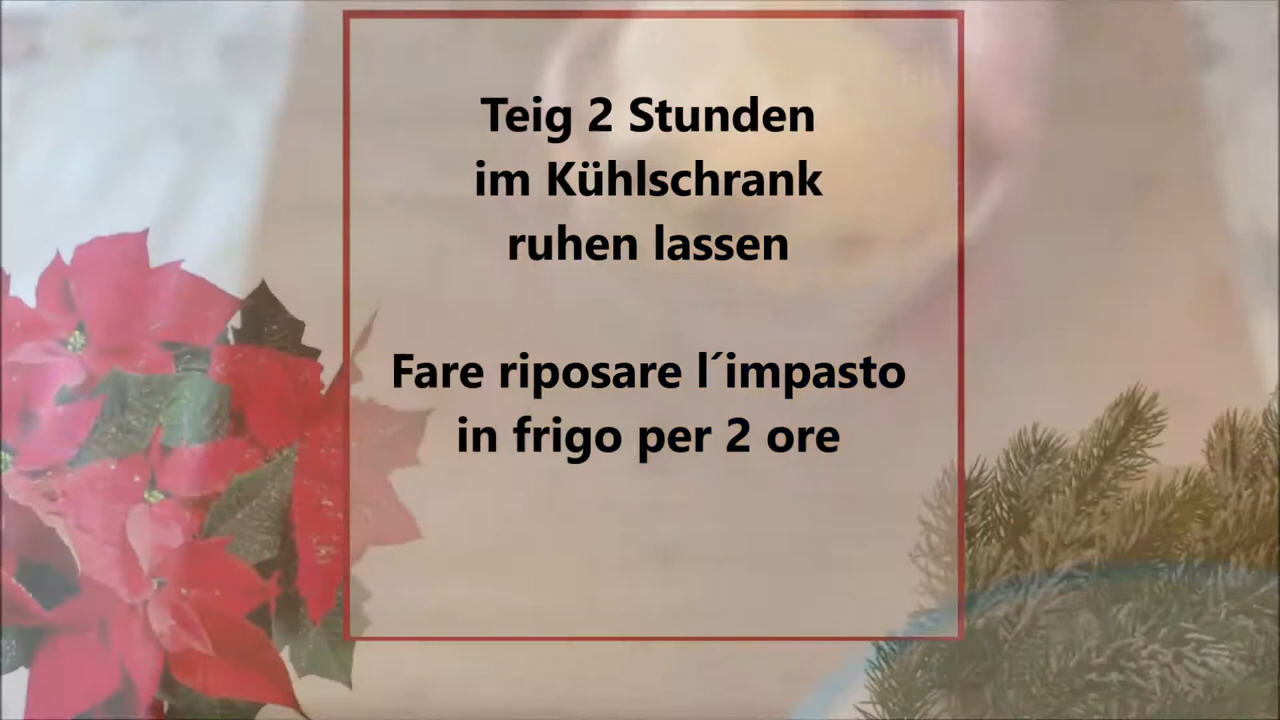 Teig 2 Stunden
im Kühlschrank
ruhen lassen
Fare riposare l´impasto
in frigo per 2 ore